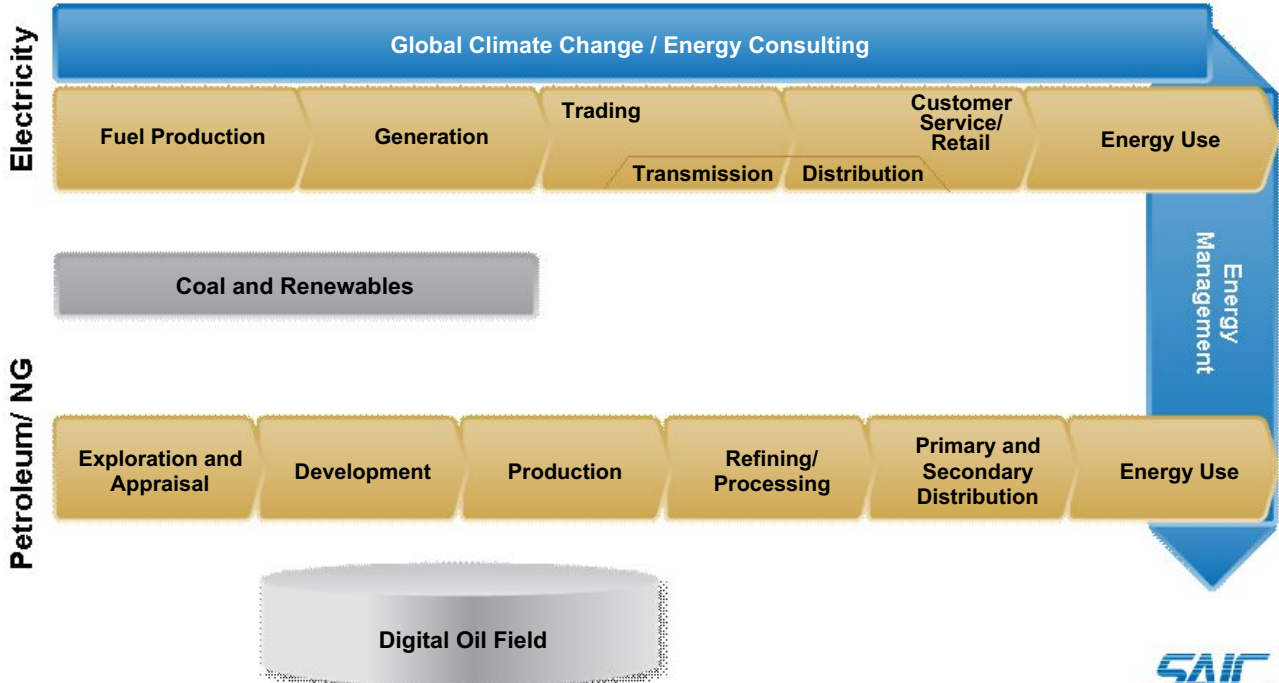 Electricity
Global Climate Change / Energy Consulting
Fuel Production
Generation
Trading
Transmission
Distribution
Customer
Service/
Retail
Energy Use
Energy
Management
Coal and Renewables
Petroleum/ NG
Exploration and
Appraisal
Development
Production
Refining/
Processing
Primary and
Secondary
Distribution
Energy Use
Digital Oil Field
SAIC